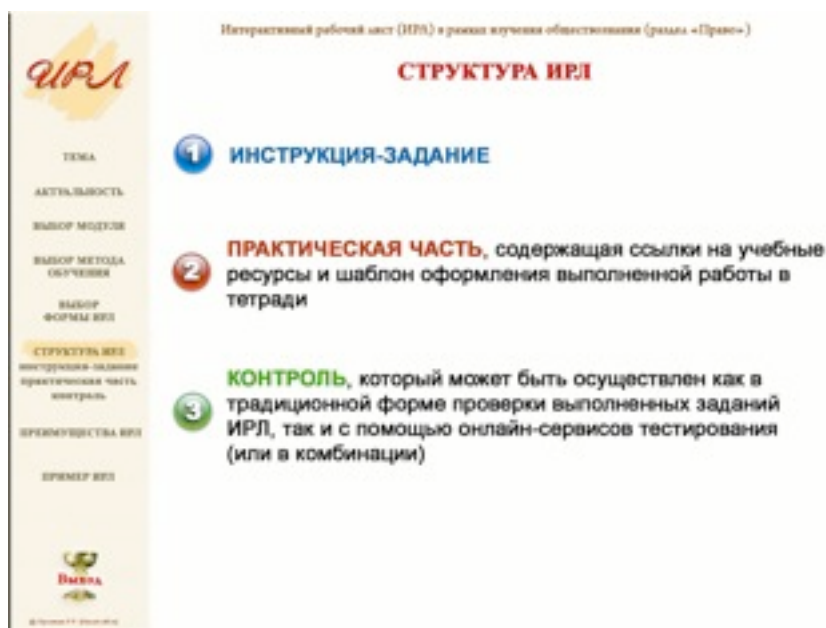 Интерактивный рабочий лист (ИРЛ) в рамках изучения обществознания (раздел «Право»)
ИРЛ
СТРУКТУРА ИРЛ
ТЕМА
АКТУАЛЬНОСТЬ
ВЫБОР МОДУЛЯ
ВЫБОР МЕТОДА
ОБУЧЕНИЯ
ВЫБОР
ФОРМЫ ИРЛ
СТРУКТУРА ИРЛ
инструкция-задание
практическая часть
контроль
ПРЕИМУЩЕСТВА ИРЛ
ПРИМЕР ИРЛ
Выход
1 ИНСТРУКЦИЯ-ЗАДАНИЕ
2 ПРАКТИЧЕСКАЯ ЧАСТЬ, содержащая ссылки на учебные
ресурсы и шаблон оформления выполненной работы в
тетради
3 КОНТРОЛЬ, который может быть осуществлен как в
традиционной форме проверки выполненных заданий
ИРЛ, так и с помощью онлайн-сервисов тестирования
(или в комбинации)